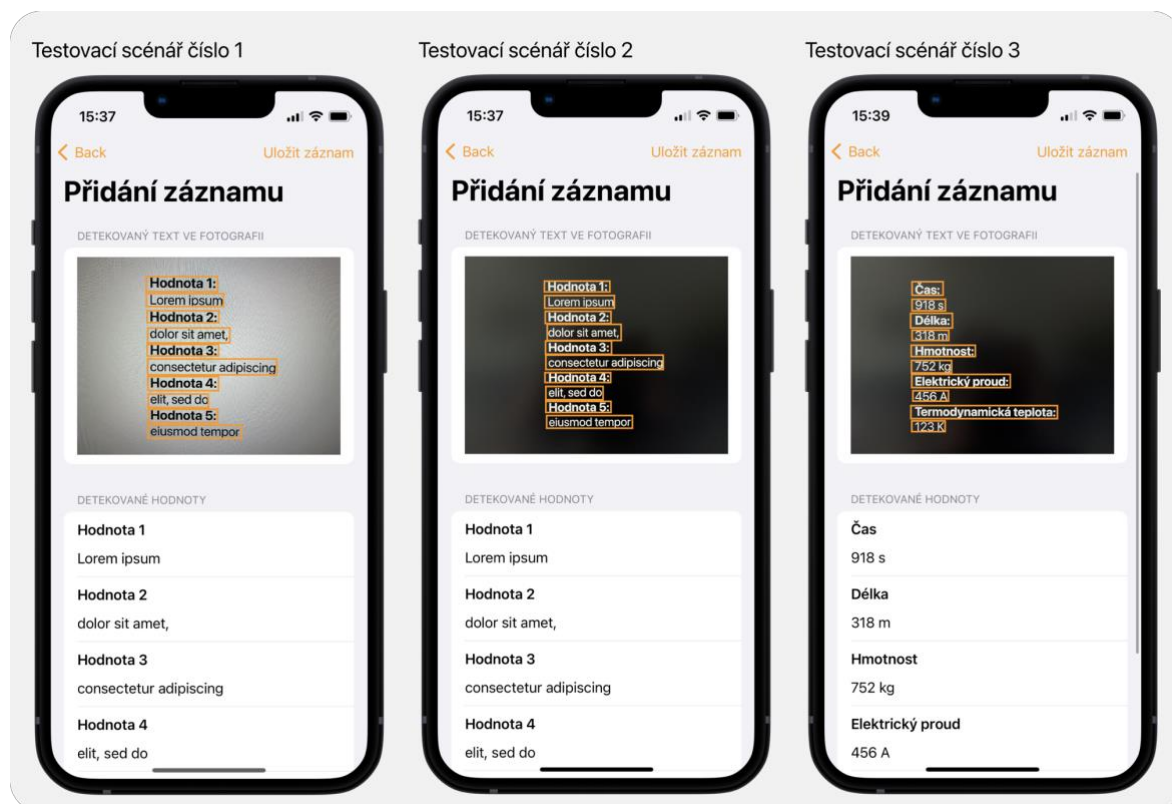 Testovací scénář číslo 1
15:37
Back
Uložit záznam
Přidání záznamu
DETEKOVANÝ TEXT VE FOTOGRAFII
Hodnota 1:
Lorem ipsum
Hodnota 2:
dolor sit amet,
Hodnota 3:
consectetur adipiscing
Hodnota 4:
elit, sed do
Hodnota 5:
eiusmod tempor
DETEKOVANÉ HODNOTY
Hodnota 1
Lorem ipsum
Hodnota 2
dolor sit amet,
Hodnota 3
consectetur adipiscing
Hodnota 4
elit, sed do
Testovací scénář číslo 2
15:37
Back
Uložit záznam
Přidání záznamu
DETEKOVANÝ TEXT VE FOTOGRAFII
Hodnota 1:
Lorem ipsum
Hodnota 2:
dolor sit amet,
Hodnota 3:
consectetur adipiscing
Hodnota 4:
elit, sed do
Hodnota 5:
eiusmod tempor
DETEKOVANÉ HODNOTY
Hodnota 1
Lorem ipsum
Hodnota 2
dolor sit amet,
Hodnota 3
consectetur adipiscing
Hodnota 4
elit, sed do
Testovací scénář číslo 3
15:39
Back
Uložit záznam
Přidání záznamu
DETEKOVANÝ TEXT VE FOTOGRAFII
Čas:
918 s
Délka:
318 m
Hmotnost:
752 kg
Elektrický proud:
456 A
Termodynamická teplota:
123 K
DETEKOVANÉ HODNOTY
Čas
918 s
Délka
318 m
Hmotnost
752 kg
Elektrický proud
456 A